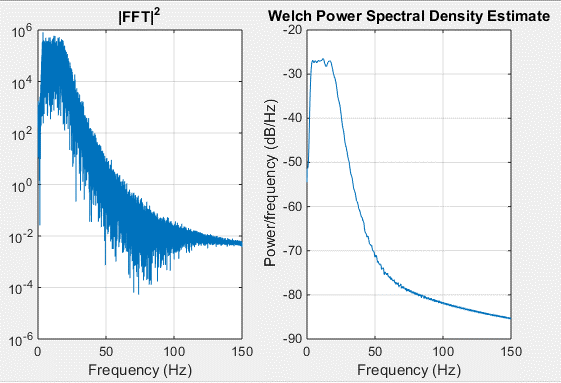 |FFT|²
10⁶
10⁴
10²
10⁰
10⁻²
10⁻⁴
10⁻⁶
0 50 100 150
Frequency (Hz)
Welch Power Spectral Density Estimate
Power/frequency (dB/Hz)
-20
-30
-40
-50
-60
-70
-80
-90
0 50 100 150
Frequency (Hz)